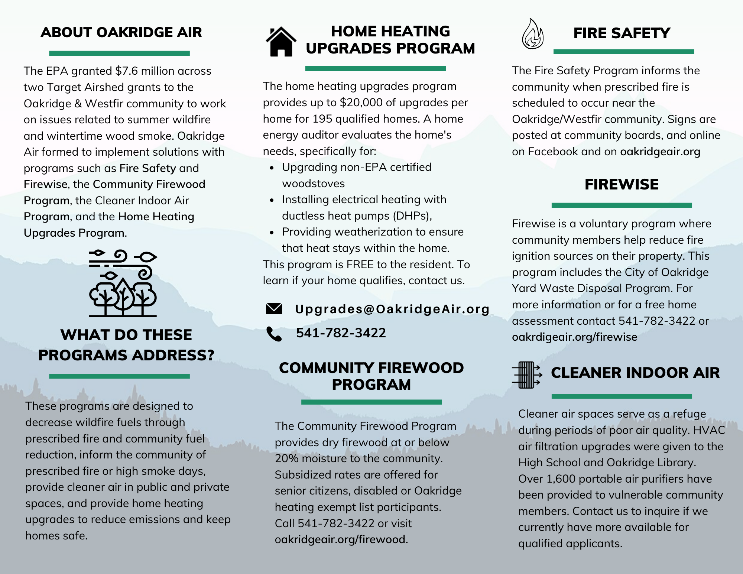 ABOUT OAKRIDGE AIR
The EPA granted $7.6 million across
two Target Airshed grants to the
Oakridge & Westfir community to work
on issues related to summer wildfire
and wintertime wood smoke. Oakridge
Air formed to implement solutions with
programs such as Fire Safety and
Firewise, the Community Firewood
Program, the Cleaner Indoor Air
Program, and the Home Heating
Upgrades Program.
WHAT DO THESE
PROGRAMS ADDRESS?
These programs are designed to
decrease wildfire fuels through
prescribed fire and community fuel
reduction, inform the community of
prescribed fire or high smoke days,
provide cleaner air in public and private
spaces, and provide home heating
upgrades to reduce emissions and keep
homes safe.
HOME HEATING
UPGRADES PROGRAM
The home heating upgrades program
provides up to $20,000 of upgrades per
home for 195 qualified homes. A home
energy auditor evaluates the home's
needs, specifically for:
• Upgrading non-EPA certified
woodstoves
• Installing electrical heating with
ductless heat pumps (DHPs),
• Providing weatherization to ensure
that heat stays within the home.
This program is FREE to the resident. To
learn if your home qualifies, contact us.
Upgrades@OakridgeAir.org
541-782-3422
COMMUNITY FIREWOOD
PROGRAM
The Community Firewood Program
provides dry firewood at or below
20% moisture to the community.
Subsidized rates are offered for
senior citizens, disabled or Oakridge
heating exempt list participants.
Call 541-782-3422 or visit
oakridgeair.org/firewood.
FIRE SAFETY
The Fire Safety Program informs the
community when prescribed fire is
scheduled to occur near the
Oakridge/Westfir community. Signs are
posted at community boards, and online
on Facebook and on oakridgeair.org
FIREWISE
Firewise is a voluntary program where
community members help reduce fire
ignition sources on their property. This
program includes the City of Oakridge
Yard Waste Disposal Program. For
more information or for a free home
assessment contact 541-782-3422 or
oakrdigeair.org/firewise
CLEANER INDOOR AIR
Cleaner air spaces serve as a refuge
during periods of poor air quality. HVAC
air filtration upgrades were given to the
High School and Oakridge Library.
Over 1,600 portable air purifiers have
been provided to vulnerable community
members. Contact us to inquire if we
currently have more available for
qualified applicants.